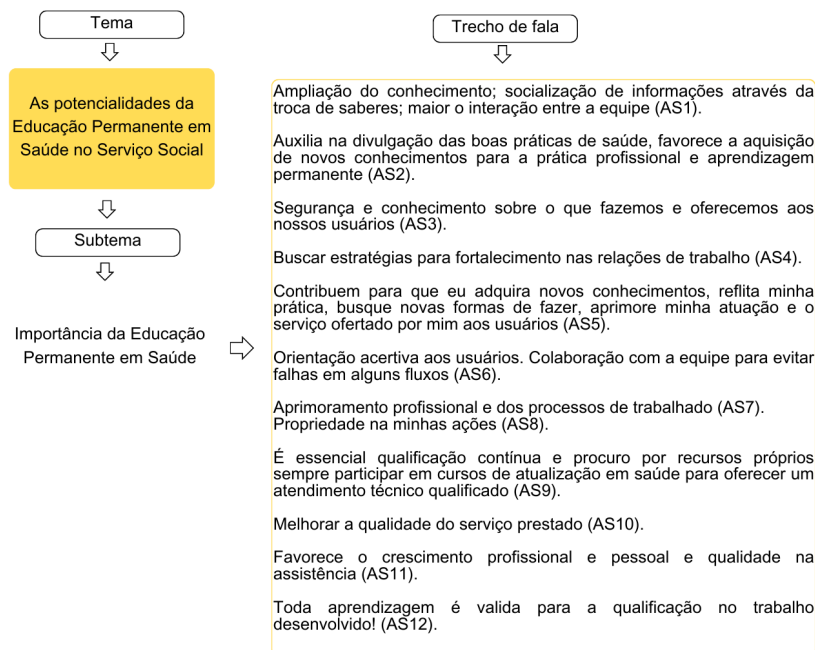 Tema
As potencialidades da
Educação Permanente em
Saúde no Serviço Social
Subtema
Importância da Educação
Permanente em Saúde
Trecho de fala
Ampliação do conhecimento; socialização de informações através da
troca de saberes; maior o interação entre a equipe (AS1).
Auxilia na divulgação das boas práticas de saúde, favorece a aquisição
de novos conhecimentos para a prática profissional e aprendizagem
permanente (AS2).
Segurança e conhecimento sobre o que fazemos e oferecemos aos
nossos usuários (AS3).
Buscar estratégias para fortalecimento nas relações de trabalho (AS4).
Contribuem para que eu adquira novos conhecimentos, reflita minha
prática, busque novas formas de fazer, aprimore minha atuação e o
serviço ofertado por mim aos usuários (AS5).
Orientação acertiva aos usuários. Colaboração com a equipe para evitar
falhas em alguns fluxos (AS6).
Aprimoramento profissional e dos processos de trabalhado (AS7).
Propriedade na minhas ações (AS8).
É essencial qualificação contínua e procuro por recursos próprios
sempre participar em cursos de atualização em saúde para oferecer um
atendimento técnico qualificado (AS9).
Melhorar a qualidade do serviço prestado (AS10).
Favorece o crescimento profissional e pessoal e qualidade na
assistência (AS11).
Toda aprendizagem é valida para a qualificação no trabalho
desenvolvido! (AS12).